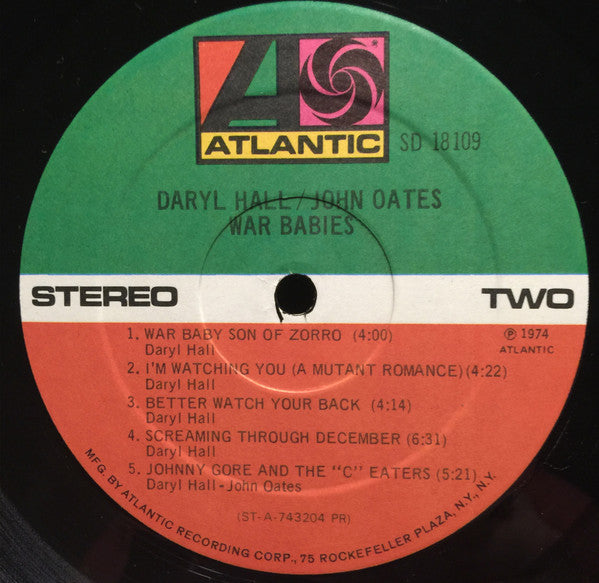 ATLANTIC
SD 18109
DARYL HALL/JOHN OATES
WAR BABIES
STEREO
TWO
1. WAR BABY SON OF ZORRO (4:00)
Daryl Hall
℗ 1974
ATLANTIC
2. I'M WATCHING YOU (A MUTANT ROMANCE) (4:22)
Daryl Hall
3. BETTER WATCH YOUR BACK (4:14)
Daryl Hall
4. SCREAMING THROUGH DECEMBER (6:31)
Daryl Hall
5. JOHNNY GORE AND THE "C" EATERS (5:21)
Daryl Hall-John Oates
(ST-A-743204 PR)
MFG. BY ATLANTIC RECORDING CORP., 75 ROCKEFELLER PLAZA, N.Y., N.Y.